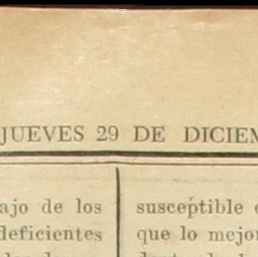 JUEVES 29 DE DICIEM
ajo de los
deficientes
susceptible
que lo mejor